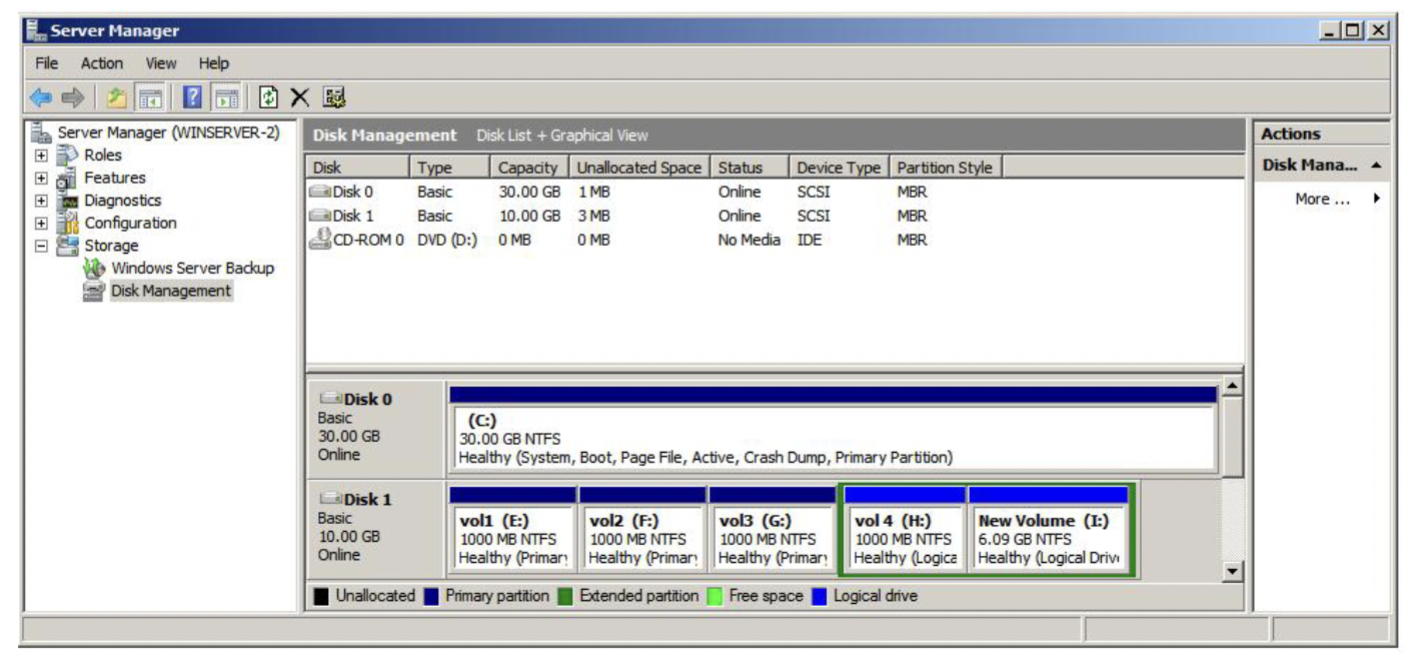 Server Manager
File Action View Help
Server Manager (WINSERVER-2)
Roles
Features
Diagnostics
Configuration
Storage
Windows Server Backup
Disk Management
Disk Management Disk List + Graphical View
Disk Type Capacity Unallocated Space Status Device Type Partition Style
Disk 0 Basic 30.00 GB 1 MB Online SCSI MBR
Disk 1 Basic 10.00 GB 3 MB Online SCSI MBR
CD-ROM 0 DVD (D:) 0 MB 0 MB No Media IDE MBR
Disk 0
Basic
30.00 GB
Online
(C:)
30.00 GB NTFS
Healthy (System, Boot, Page File, Active, Crash Dump, Primary Partition)
Disk 1
Basic
10.00 GB
Online
vol1 (E:)
1000 MB NTFS
Healthy (Primar
vol2 (F:)
1000 MB NTFS
Healthy (Primar
vol3 (G:)
1000 MB NTFS
Healthy (Primar
vol 4 (H:)
1000 MB NTFS
Healthy (Logica
New Volume (I:)
6.09 GB NTFS
Healthy (Logical Driv
Unallocated Primary partition Extended partition Free space Logical drive
Actions
Disk Mana...
More ...